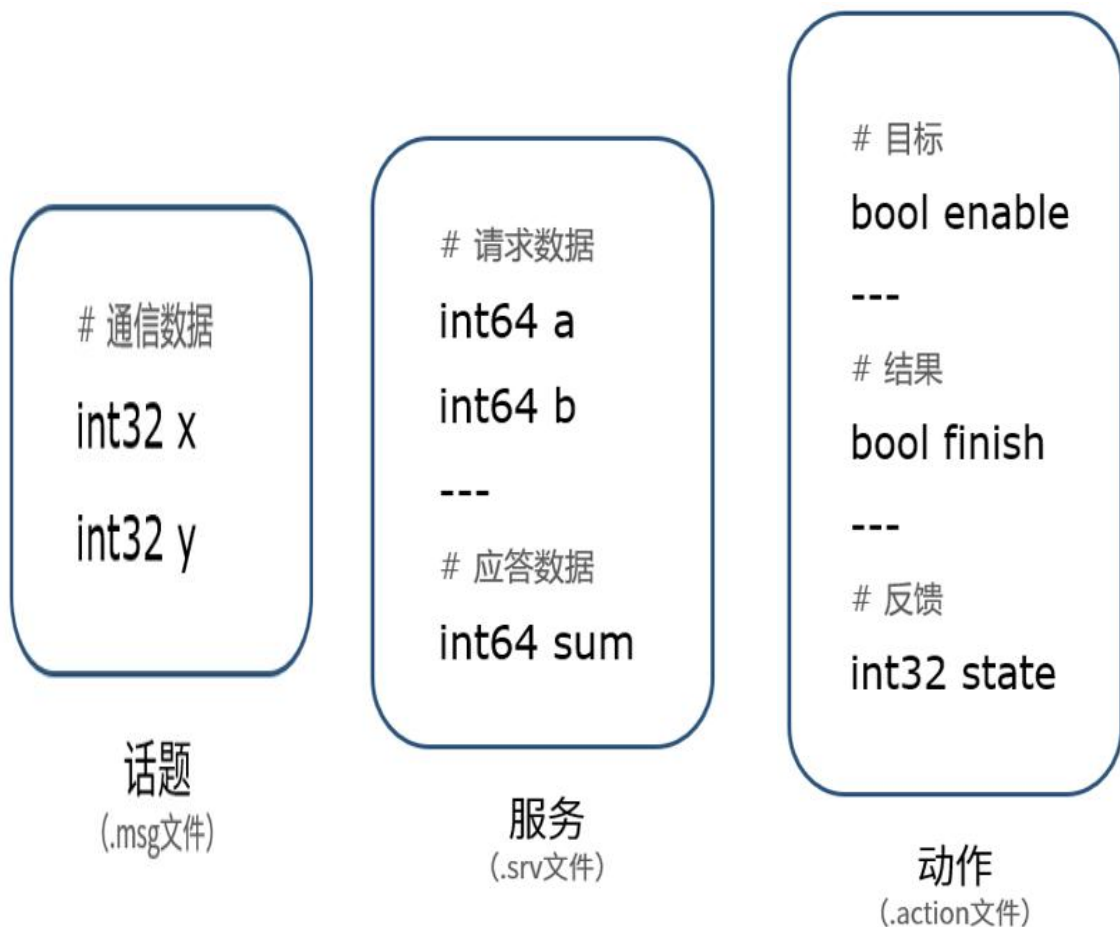 # 通信数据
int32 x
int32 y
话题
(.msg文件)
# 请求数据
int64 a
int64 b
---
# 应答数据
int64 sum
服务
(.srv文件)
# 目标
bool enable
---
# 结果
bool finish
---
# 反馈
int32 state
动作
(.action文件)